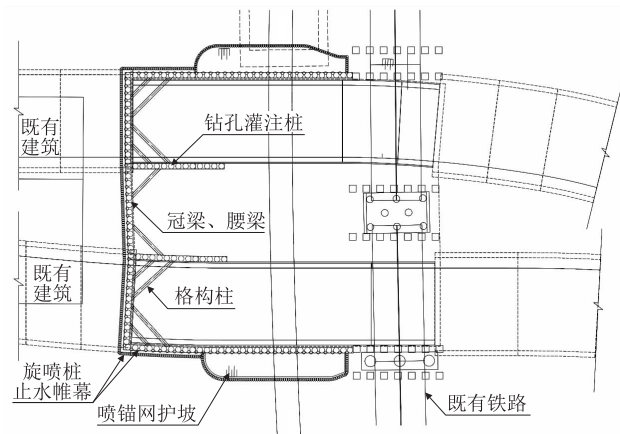 钻孔灌注桩
既有
建筑
冠梁、腰梁
既有
建筑
格构柱
旋喷桩
止水帷幕
喷锚网护坡
既有铁路